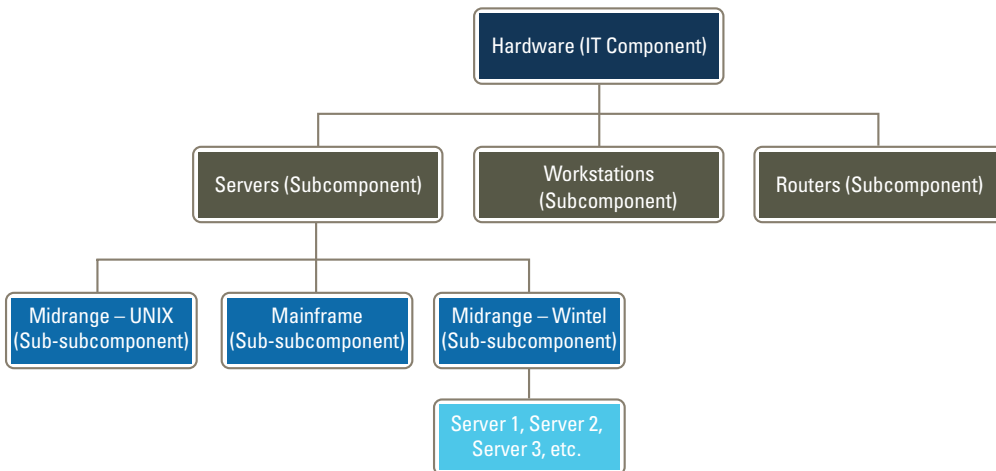 Hardware (IT Component)
Servers (Subcomponent)
Workstations
(Subcomponent)
Routers (Subcomponent)
Midrange – UNIX
(Sub-subcomponent)
Mainframe
(Sub-subcomponent)
Midrange – Wintel
(Sub-subcomponent)
Server 1, Server 2,
Server 3, etc.